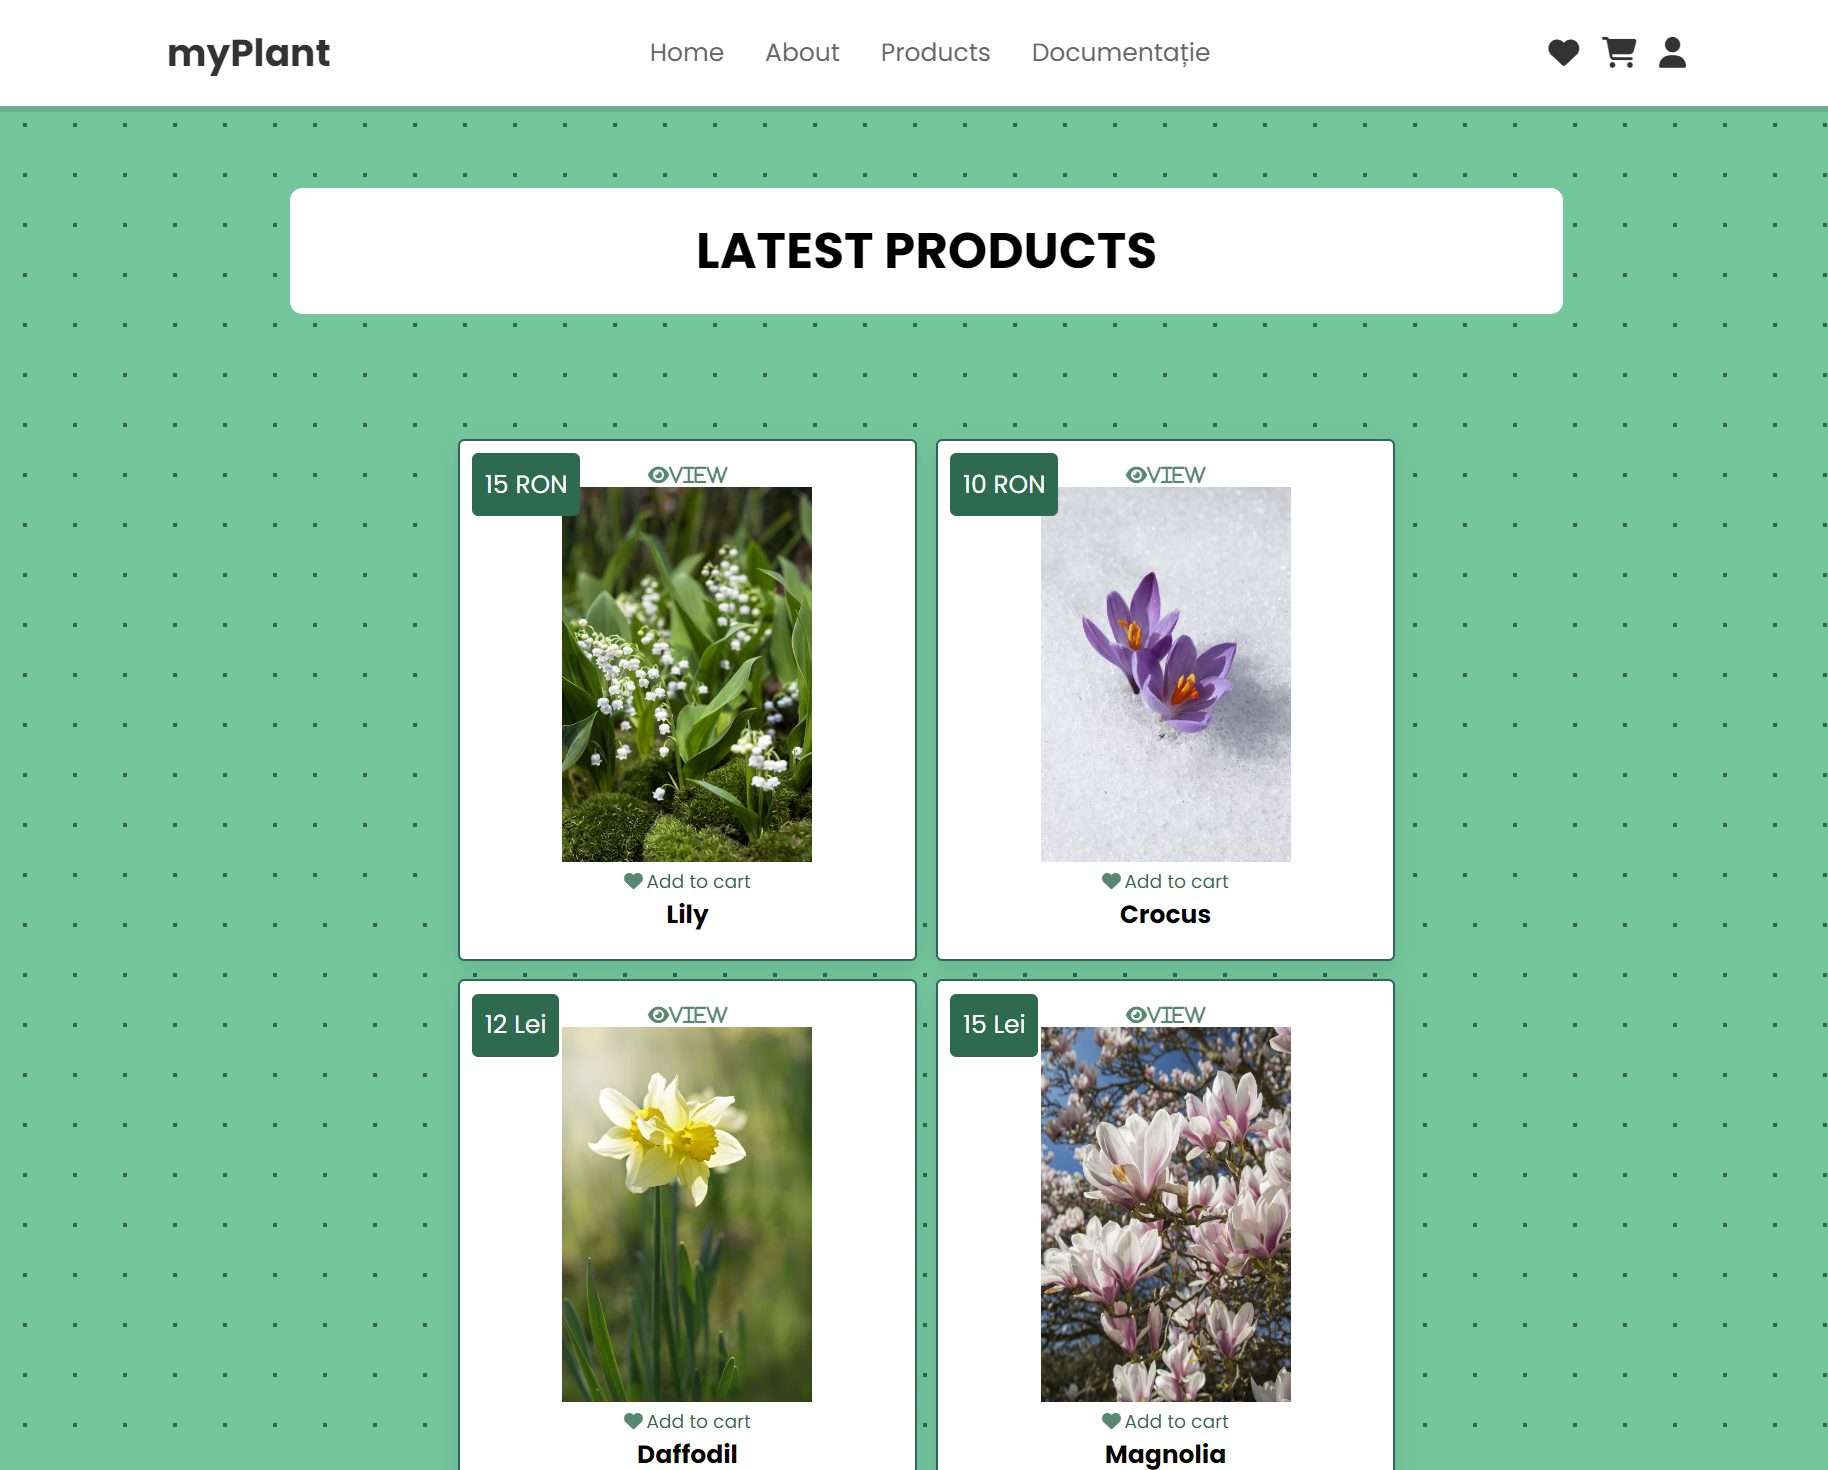 myPlant
Home About Products Documentație
LATEST PRODUCTS
15 RON
VIEW
Add to cart
Lily
10 RON
VIEW
Add to cart
Crocus
12 Lei
VIEW
Add to cart
Daffodil
15 Lei
VIEW
Add to cart
Magnolia